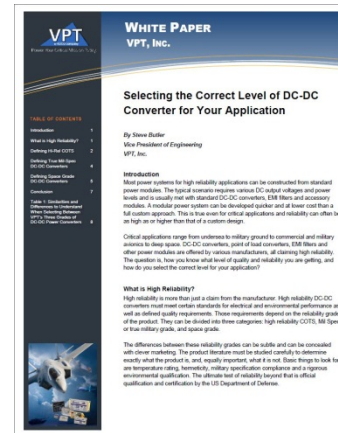 VPT
WHITE PAPER
VPT, INC.
Selecting the Correct Level of DC-DC
Converter for Your Application
By Steve Butler
Vice President of Engineering
VPT, Inc.
TABLE OF CONTENTS
Introduction 1
What is High Reliability? 1
Defining Hi-Rel COTS 2
Defining True Mil-Spec
DC-DC Converters 4
Defining Space Grade
DC-DC Converters 5
Conclusion 7
Table 1: Similarities and
Differences to Understand
When Selecting Between
VPT's Three Grades of
DC-DC Power Converters 8
Introduction
Most power systems for high reliability applications can be constructed from standard
power modules. The typical scenario requires various DC output voltages and power
levels and is usually met with standard DC-DC converters, EMI filters and accessory
modules. A modular power system can be developed quicker and at lower cost than a
full custom approach. This is true even for critical applications and reliability can often be
as high as or higher than that of a custom design.
Critical applications range from undersea to military ground to commercial and military
avionics to deep space. DC-DC converters, point of load converters, EMI filters and
other power modules are offered by various manufacturers, all claiming high reliability.
The question is, how you know what level of quality and reliability you are getting, and
how do you select the correct level for your application?
What is High Reliability?
High reliability is more than just a claim from the manufacturer. High reliability DC-DC
converters must meet certain standards for electrical and environmental performance as
well as defined quality requirements. Those requirements depend on the reliability grade
of the product. They can be divided into three categories: high reliability COTS, Mil Spec
or true military grade, and space grade.
The differences between these reliability grades can be subtle and can be concealed
with clever marketing. The product literature must be studied carefully to determine
exactly what the product is, and, equally important, what it is not. Basic things to look for
are temperature rating, hermeticity, military specification compliance and a rigorous
environmental qualification. The ultimate test of reliability beyond that is official
qualification and certification by the US Department of Defense.